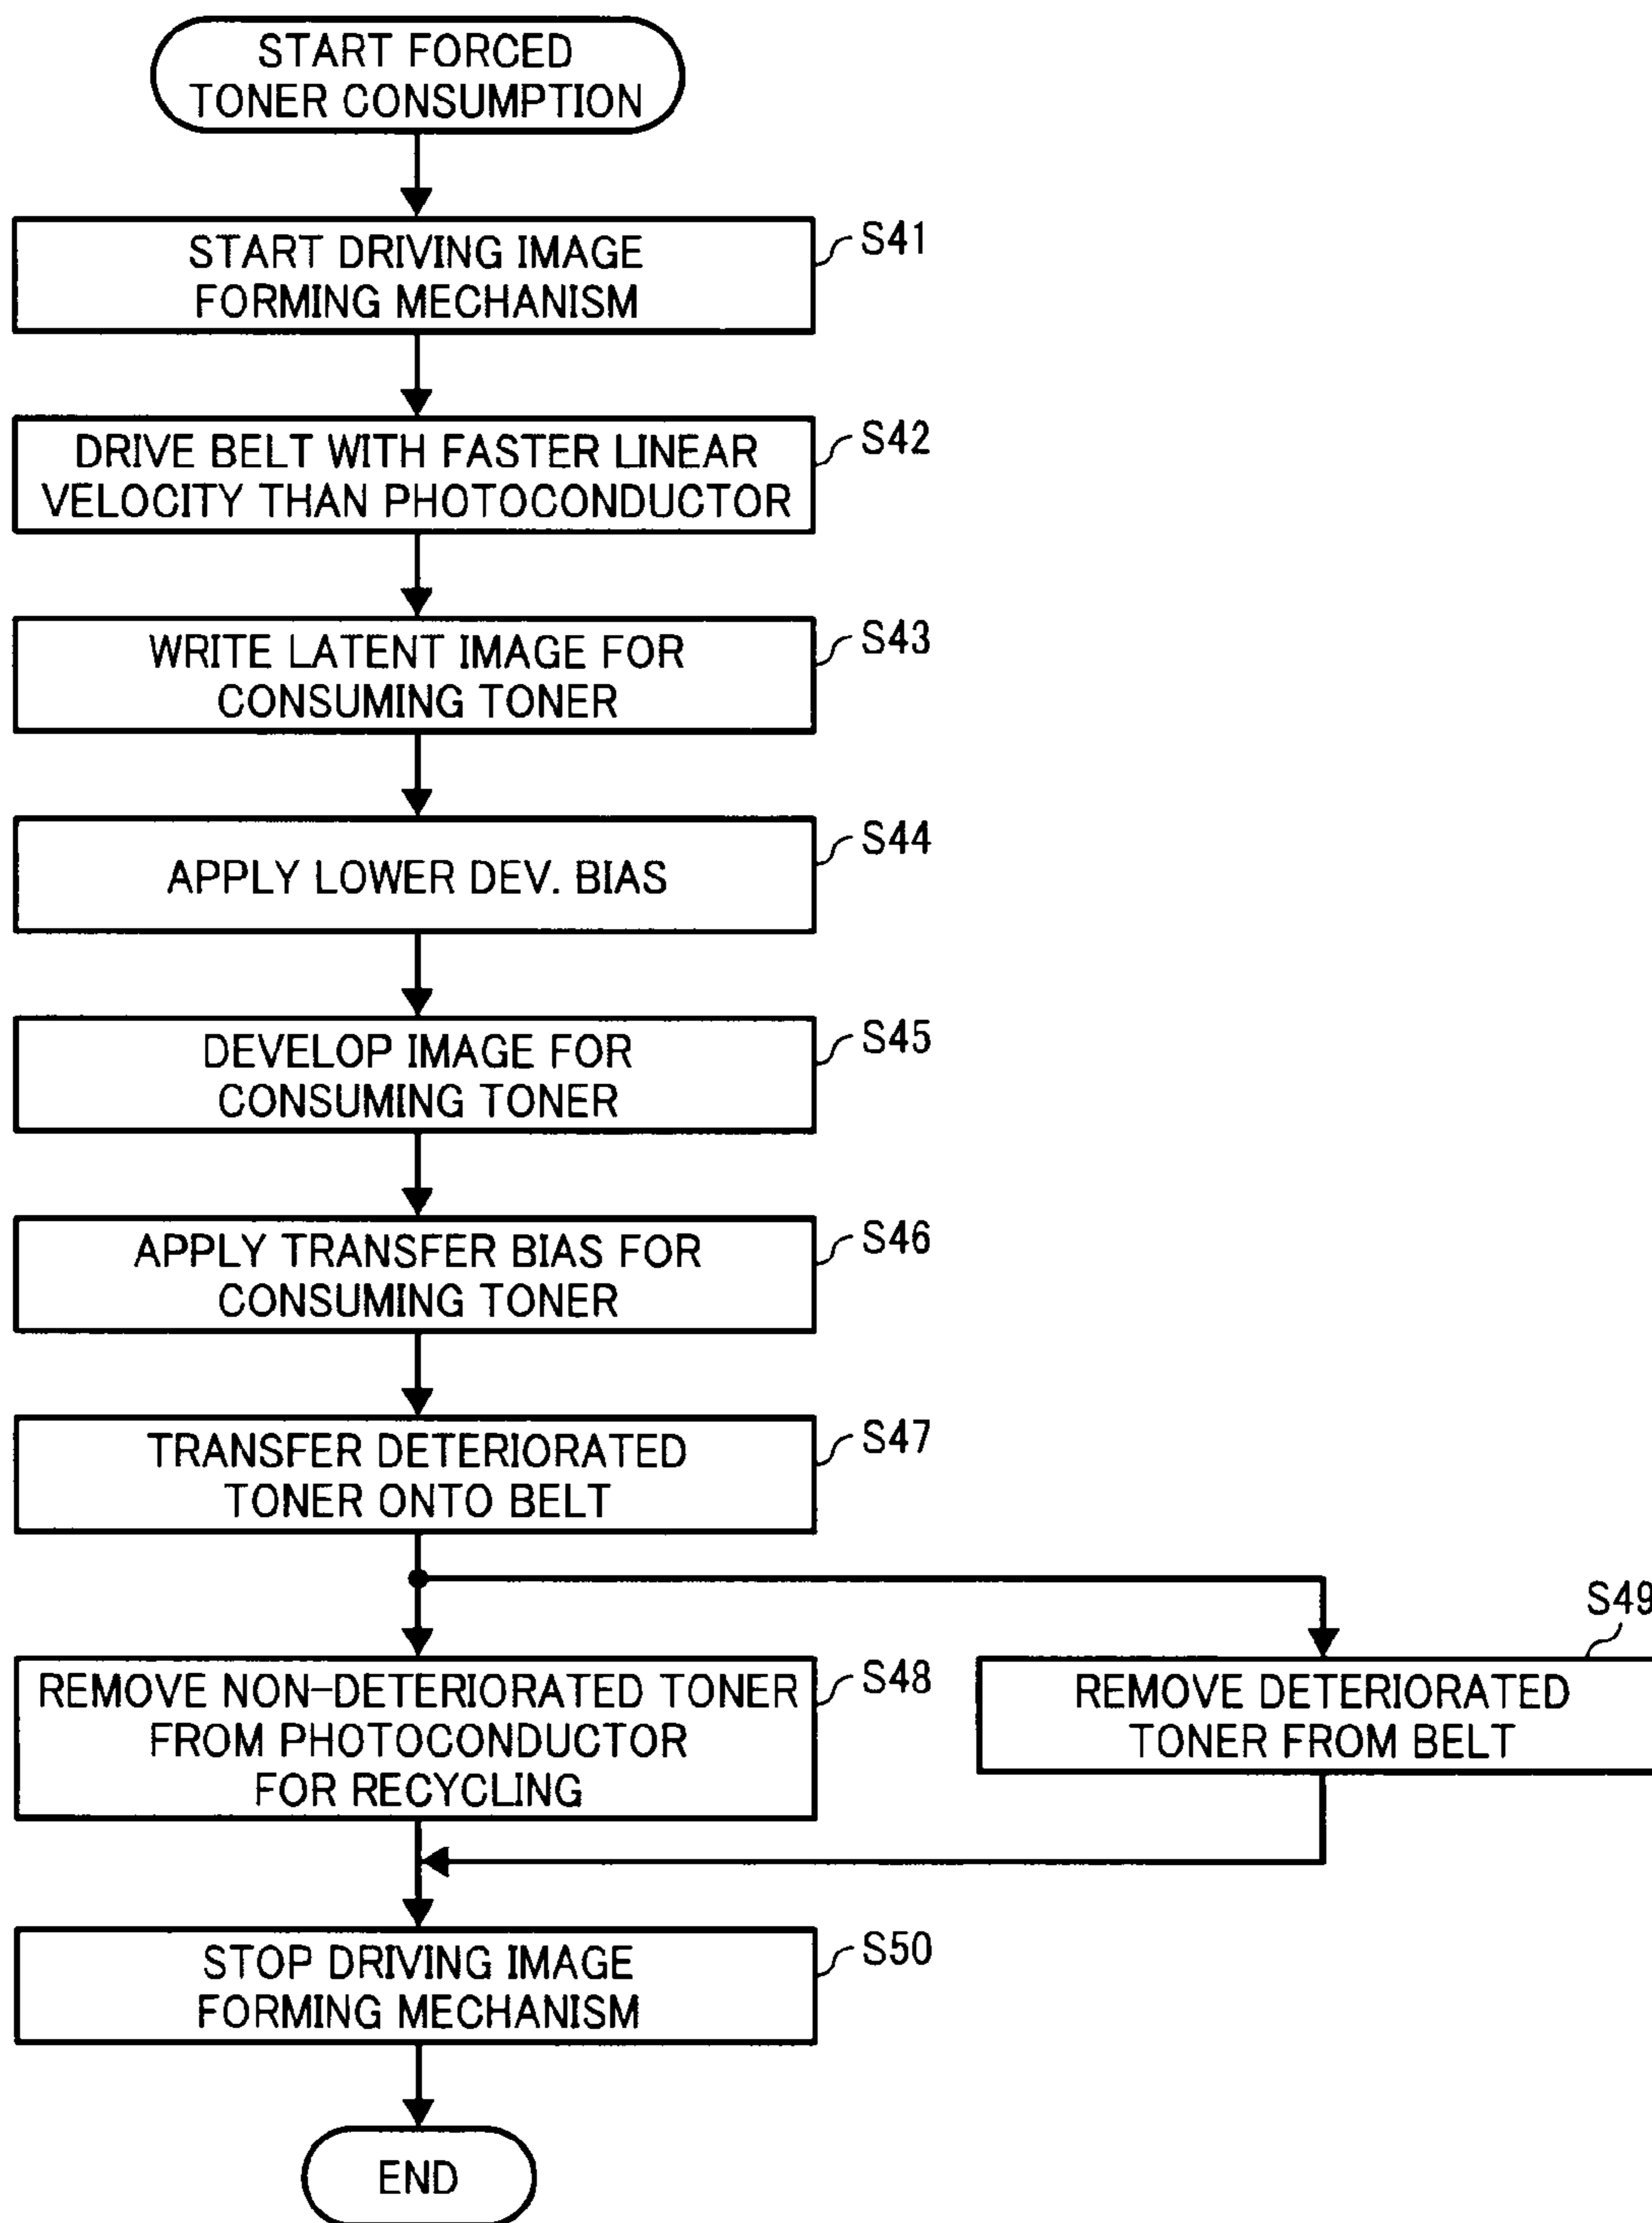 START FORCED
TONER CONSUMPTION
START DRIVING IMAGE
FORMING MECHANISM
S41
DRIVE BELT WITH FASTER LINEAR
VELOCITY THAN PHOTOCONDUCTOR
S42
WRITE LATENT IMAGE FOR
CONSUMING TONER
S43
APPLY LOWER DEV. BIAS
S44
DEVELOP IMAGE FOR
CONSUMING TONER
S45
APPLY TRANSFER BIAS FOR
CONSUMING TONER
S46
TRANSFER DETERIORATED
TONER ONTO BELT
S47
REMOVE NON-DETERIORATED TONER
FROM PHOTOCONDUCTOR
FOR RECYCLING
S48
REMOVE DETERIORATED
TONER FROM BELT
S49
STOP DRIVING IMAGE
FORMING MECHANISM
S50
END